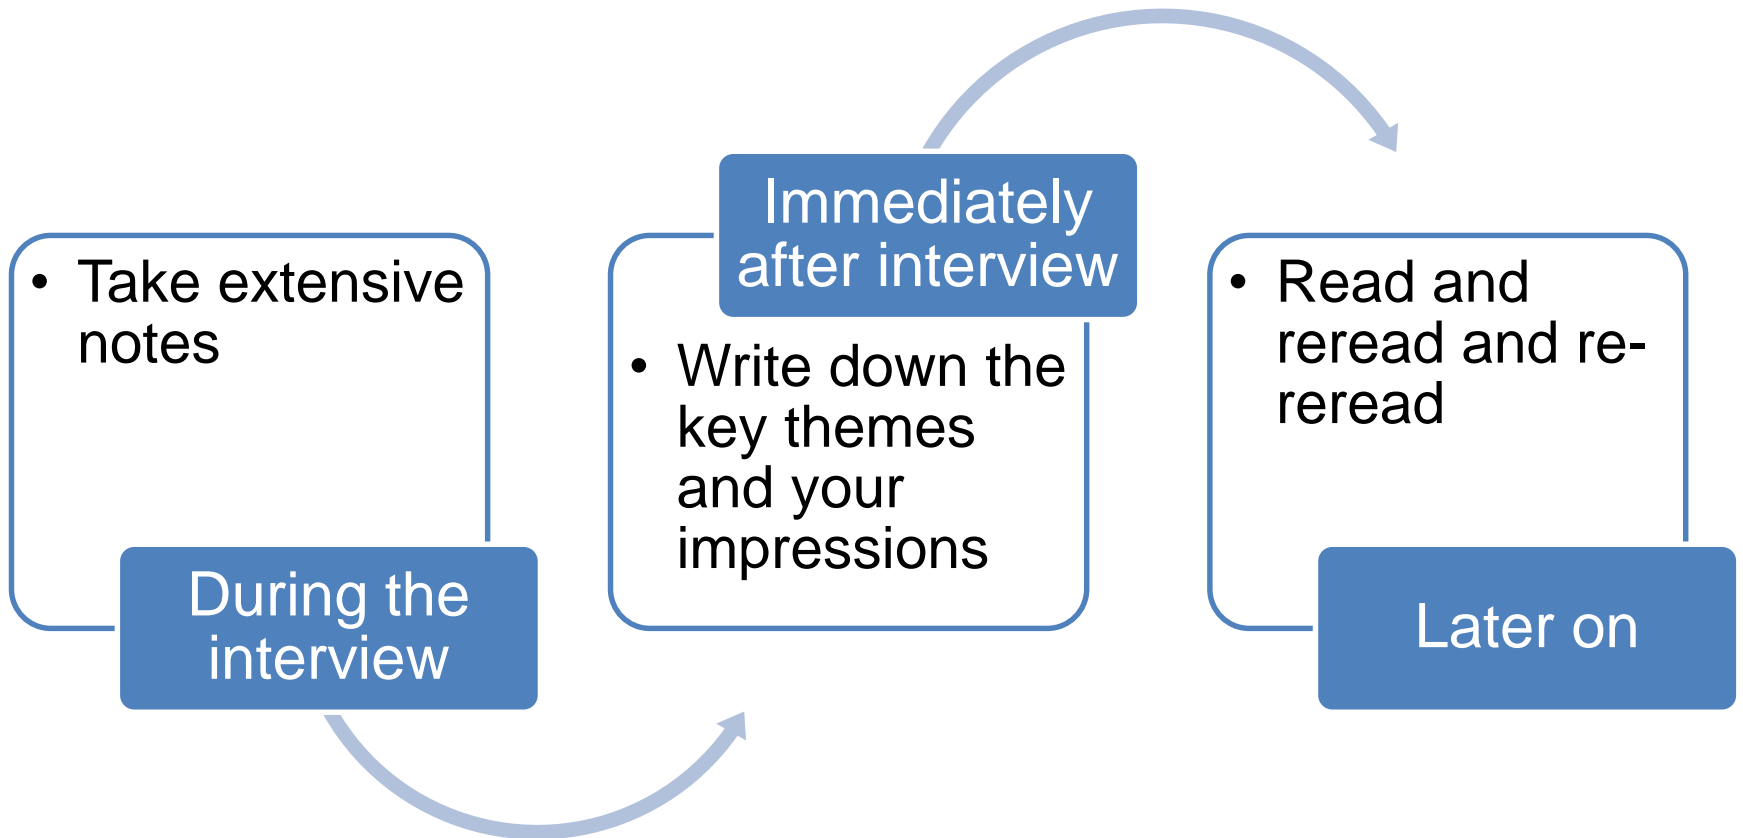 • Take extensive
notes
During the
interview
Immediately
after interview
• Write down the
key themes
and your
impressions
• Read and
reread and re-
reread
Later on